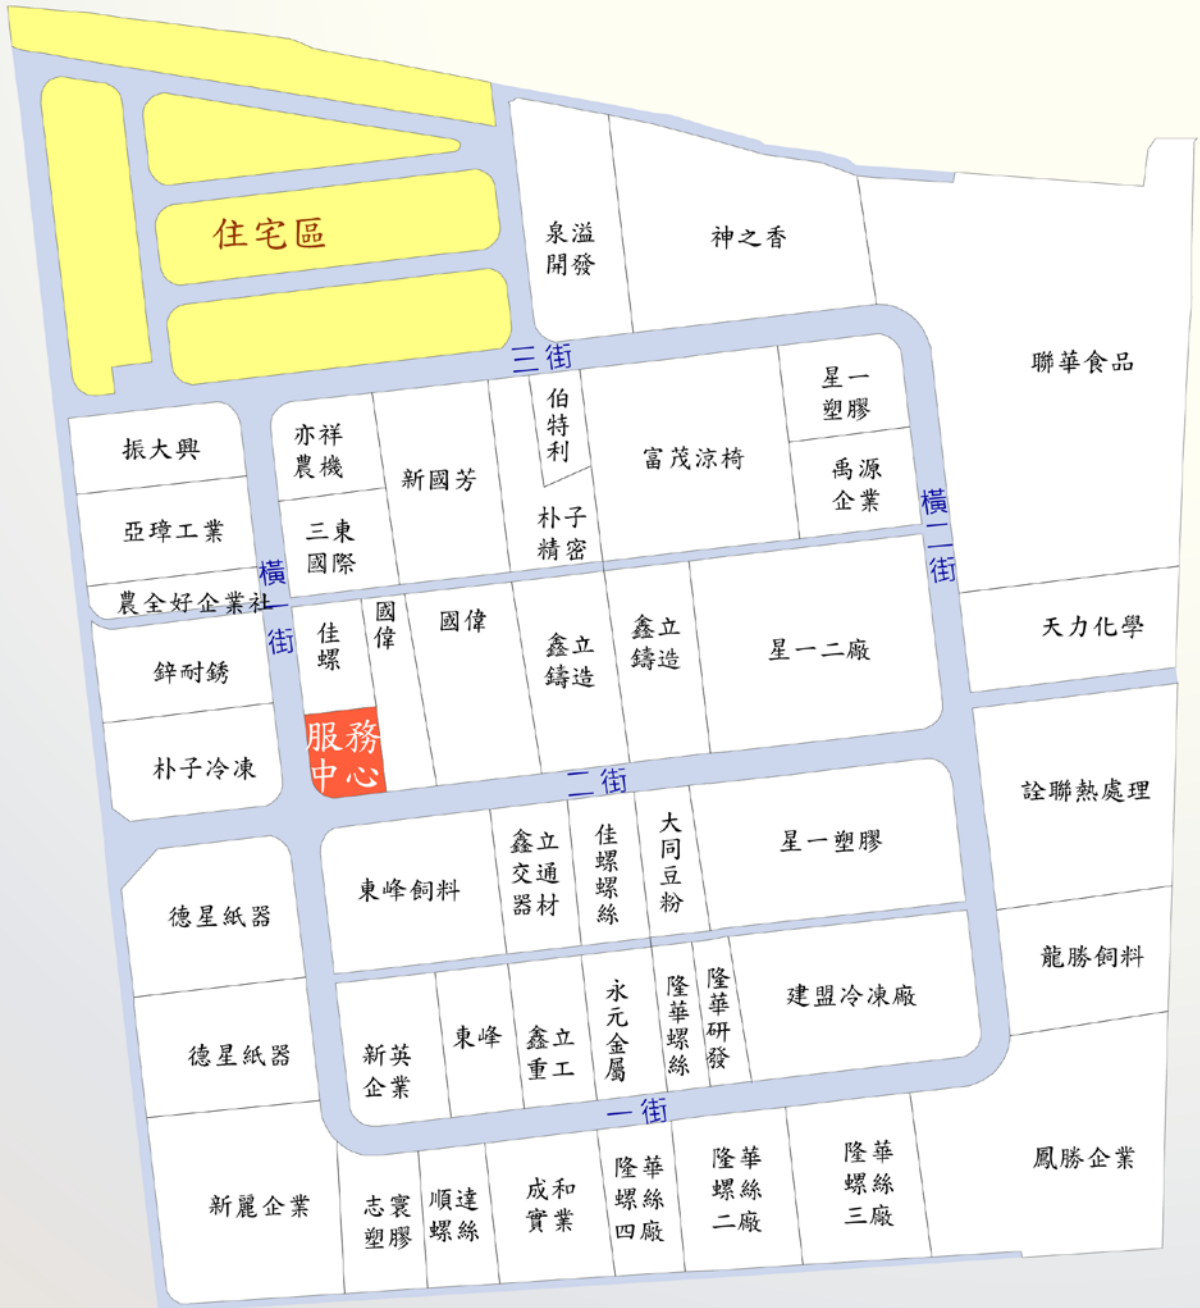 住宅區
泉溢
開發
神之香
聯華食品
三街
振大興
亞璋工業
農全好企業社
亦祥
農機
三東
國際
新國芳
伯特利
朴子
精密
富茂涼椅
星一
塑膠
禹源
企業
橫二街
橫一街
天力化學
鋅耐銹
朴子冷凍
佳螺
服務
中心
國偉
國偉
鑫立
鑄造
鑫立
鑄造
星一二廠
二街
詮聯熱處理
德星紙器
東峰飼料
鑫立
交通
器材
佳螺螺絲
大同豆粉
星一塑膠
龍勝飼料
德星紙器
新英
企業
東峰
鑫立
重工
永元金屬
隆華螺絲
隆華研發
建盟冷凍廠
一街
新麗企業
志寰
塑膠
順達
螺絲
成和
實業
隆華
螺絲
四廠
隆華
螺絲
二廠
隆華
螺絲
三廠
鳳勝企業